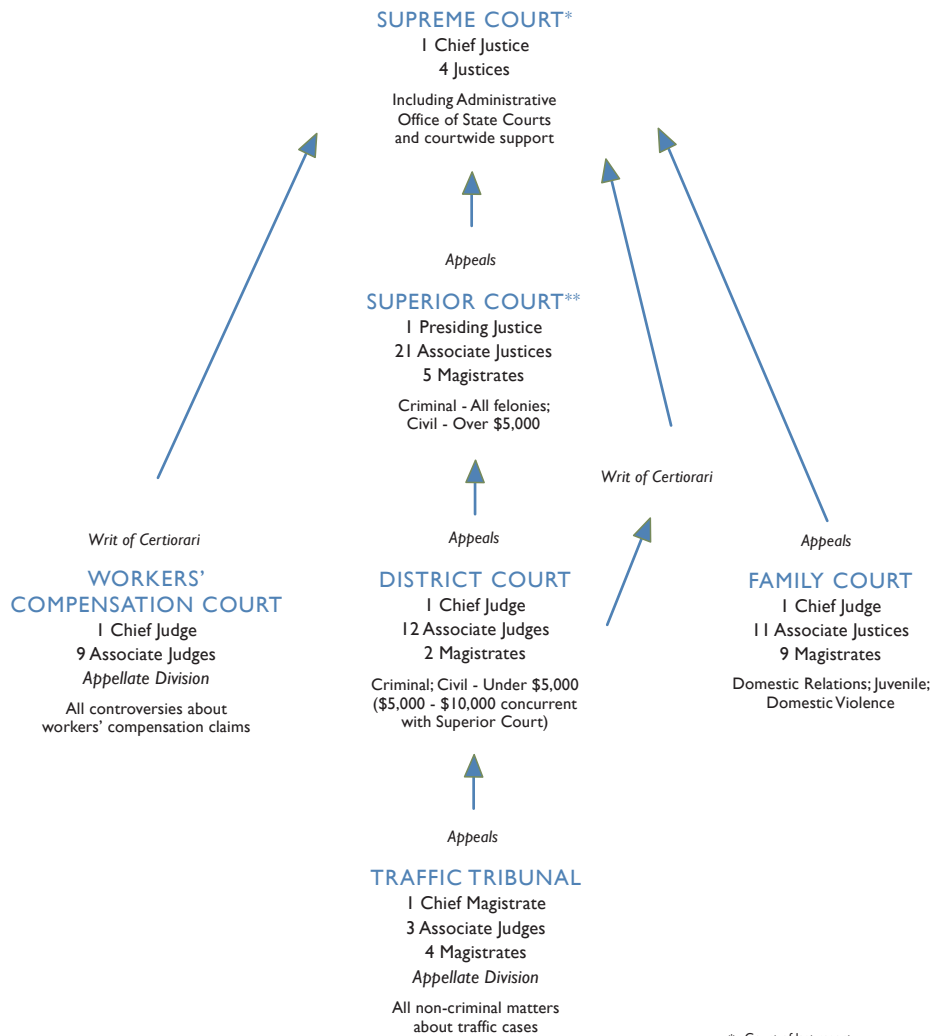 SUPREME COURT*
1 Chief Justice
4 Justices
Including Administrative
Office of State Courts
and courtwide support
Appeals
SUPERIOR COURT**
1 Presiding Justice
21 Associate Justices
5 Magistrates
Criminal - All felonies;
Civil - Over $5,000
Writ of Certiorari
Writ of Certiorari
WORKERS'
COMPENSATION COURT
1 Chief Judge
9 Associate Judges
Appellate Division
All controversies about
workers' compensation claims
Appeals
DISTRICT COURT
1 Chief Judge
12 Associate Judges
2 Magistrates
Criminal; Civil - Under $5,000
($5,000 - $10,000 concurrent
with Superior Court)
Appeals
FAMILY COURT
1 Chief Judge
11 Associate Justices
9 Magistrates
Domestic Relations; Juvenile;
Domestic Violence
Appeals
TRAFFIC TRIBUNAL
1 Chief Magistrate
3 Associate Judges
4 Magistrates
Appellate Division
All non-criminal matters
about traffic cases